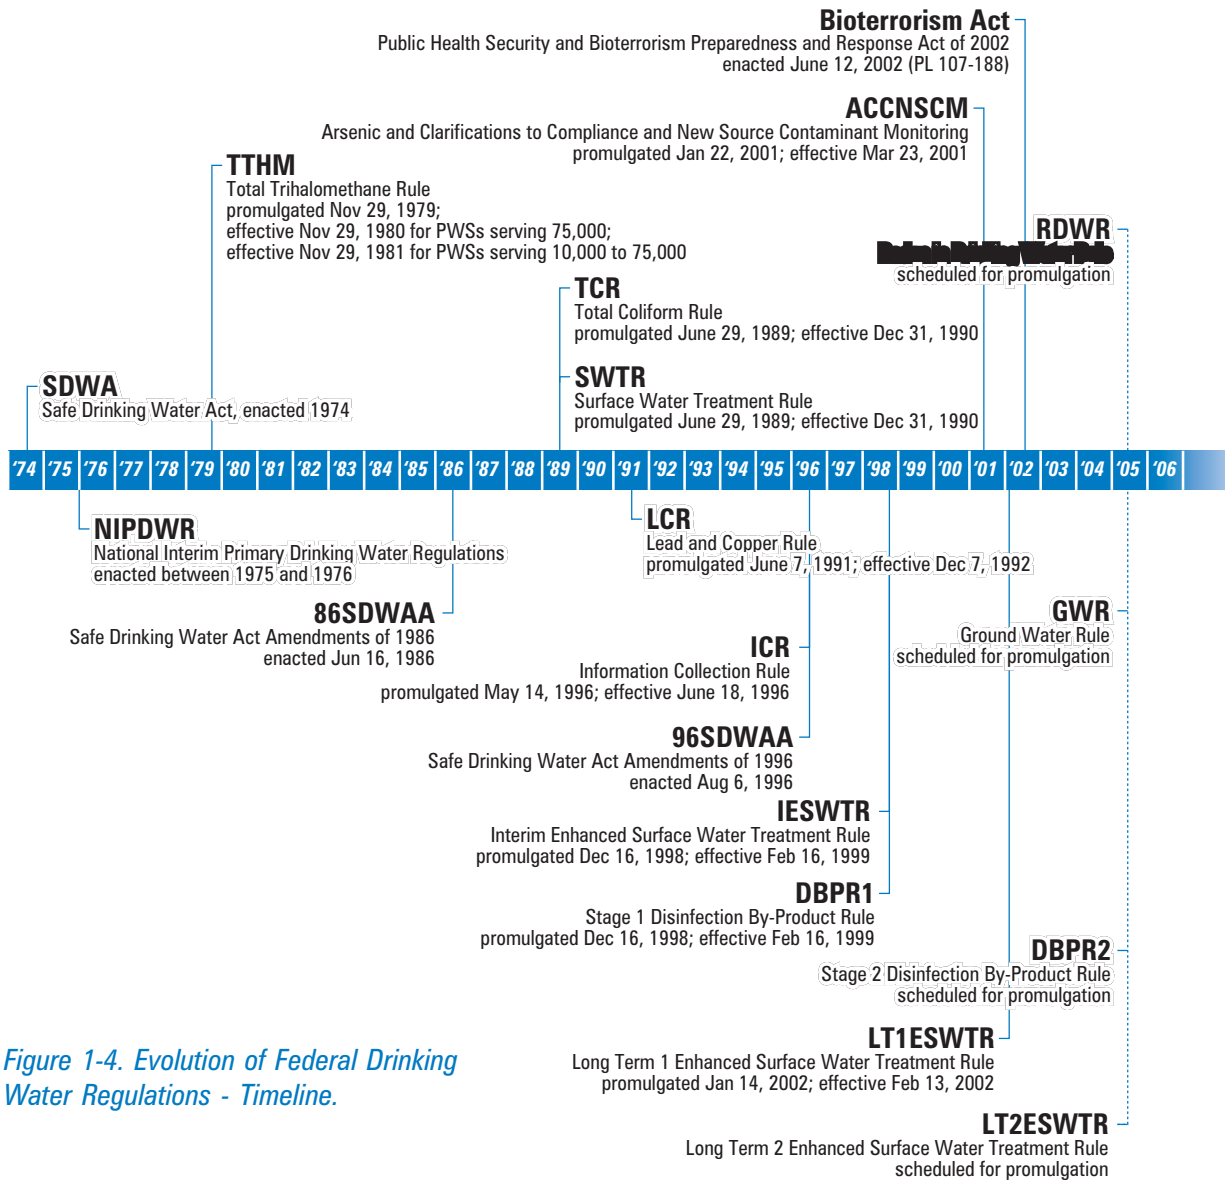 Bioterrorism Act
Public Health Security and Bioterrorism Preparedness and Response Act of 2002
enacted June 12, 2002 (PL 107-188)
ACCNSCM
Arsenic and Clarifications to Compliance and New Source Contaminant Monitoring
promulgated Jan 22, 2001; effective Mar 23, 2001
TTHM
Total Trihalomethane Rule
promulgated Nov 29, 1979;
effective Nov 29, 1980 for PWSs serving 75,000;
effective Nov 29, 1981 for PWSs serving 10,000 to 75,000
RDWR
Radon in Drinking Water Rule
scheduled for promulgation
TCR
Total Coliform Rule
promulgated June 29, 1989; effective Dec 31, 1990
SWTR
Surface Water Treatment Rule
promulgated June 29, 1989; effective Dec 31, 1990
SDWA
Safe Drinking Water Act, enacted 1974
'74 '75 '76 '77 '78 '79 '80 '81 '82 '83 '84 '85 '86 '87 '88 '89 '90 '91 '92 '93 '94 '95 '96 '97 '98 '99 '00 '01 '02 '03 '04 '05 '06
NIPDWR
National Interim Primary Drinking Water Regulations
enacted between 1975 and 1976
LCR
Lead and Copper Rule
promulgated June 7, 1991; effective Dec 7, 1992
86SDWAA
Safe Drinking Water Act Amendments of 1986
enacted Jun 16, 1986
GWR
Ground Water Rule
scheduled for promulgation
ICR
Information Collection Rule
promulgated May 14, 1996; effective June 18, 1996
96SDWAA
Safe Drinking Water Act Amendments of 1996
enacted Aug 6, 1996
IESWTR
Interim Enhanced Surface Water Treatment Rule
promulgated Dec 16, 1998; effective Feb 16, 1999
DBPR1
Stage 1 Disinfection By-Product Rule
promulgated Dec 16, 1998; effective Feb 16, 1999
DBPR2
Stage 2 Disinfection By-Product Rule
scheduled for promulgation
LT1ESWTR
Long Term 1 Enhanced Surface Water Treatment Rule
promulgated Jan 14, 2002; effective Feb 13, 2002
LT2ESWTR
Long Term 2 Enhanced Surface Water Treatment Rule
scheduled for promulgation
Figure 1-4. Evolution of Federal Drinking
Water Regulations - Timeline.